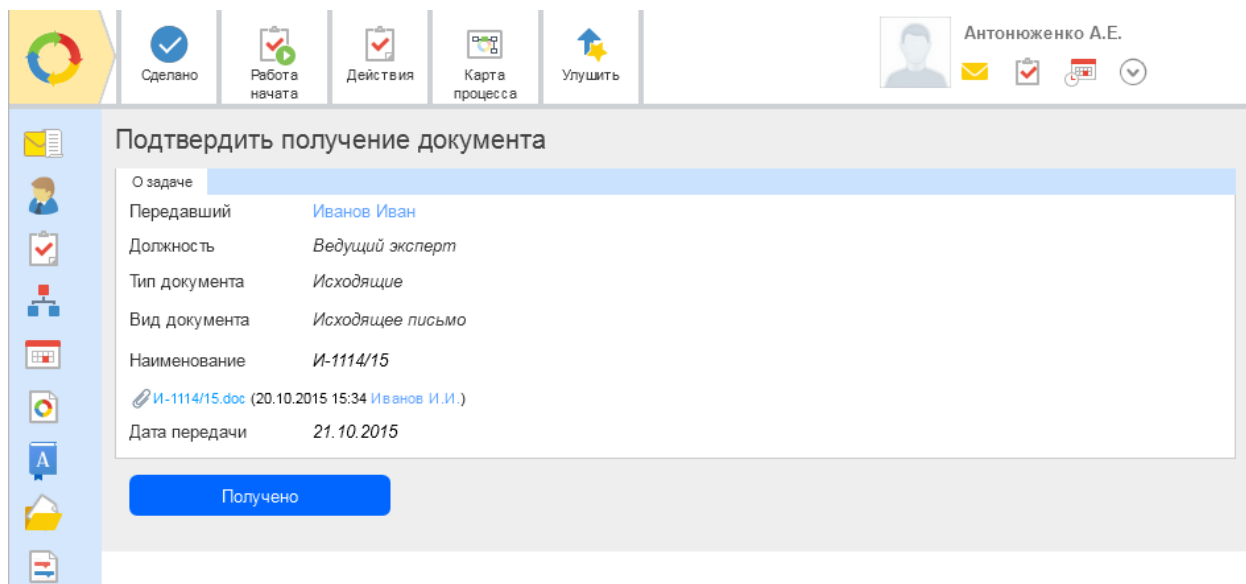 Сделано
Работа
начата
Действия
Карта
процесса
Улушить
Антонюженко А.Е.
Подтвердить получение документа
О задаче
Передавший Иванов Иван
Должность Ведущий эксперт
Тип документа Исходящие
Вид документа Исходящее письмо
Наименование И-1114/15
И-1114/15.doc (20.10.2015 15:34 Иванов И.И.)
Дата передачи 21.10.2015
Получено
A